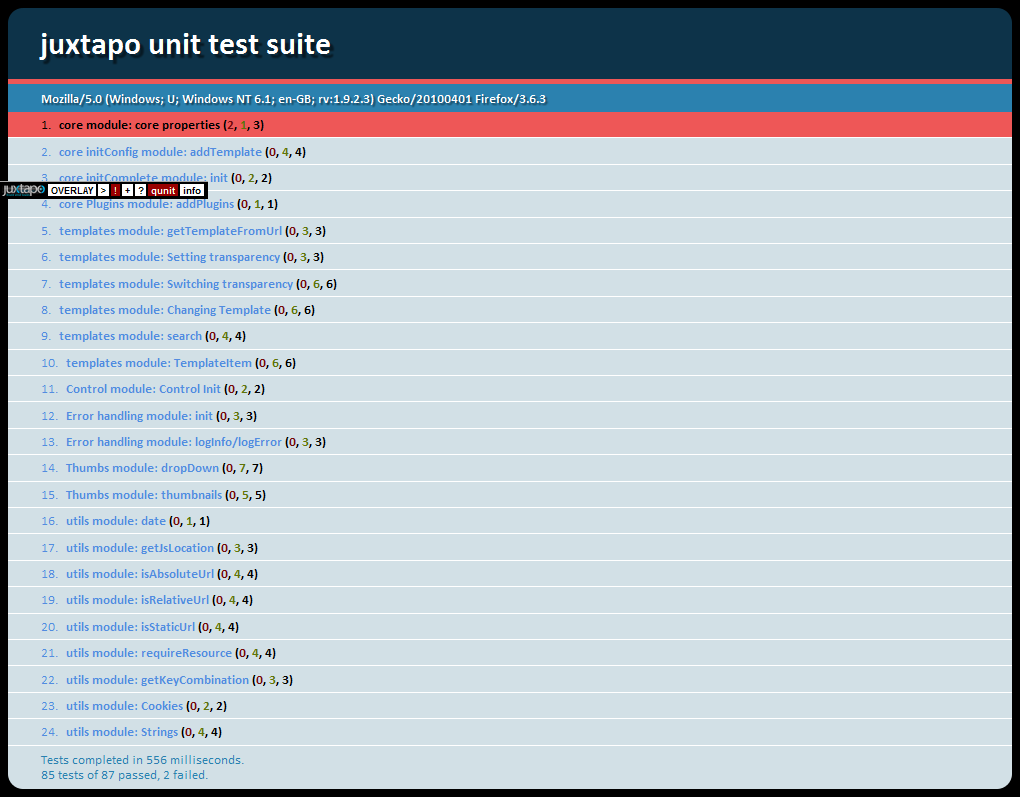 juxtapo unit test suite
Mozilla/5.0 (Windows; U; Windows NT 6.1; en-GB; rv:1.9.2.3) Gecko/20100401 Firefox/3.6.3
1. core module: core properties (2, 1, 3)
2. core initConfig module: addTemplate (0, 4, 4)
3. core initComplete module: init (0, 2, 2)
juxtapo OVERLAY > ! + ? qunit info
4. core Plugins module: addPlugins (0, 1, 1)
5. templates module: getTemplateFromUrl (0, 3, 3)
6. templates module: Setting transparency (0, 3, 3)
7. templates module: Switching transparency (0, 6, 6)
8. templates module: Changing Template (0, 6, 6)
9. templates module: search (0, 4, 4)
10. templates module: TemplateItem (0, 6, 6)
11. Control module: Control Init (0, 2, 2)
12. Error handling module: init (0, 3, 3)
13. Error handling module: logInfo/logError (0, 3, 3)
14. Thumbs module: dropDown (0, 7, 7)
15. Thumbs module: thumbnails (0, 5, 5)
16. utils module: date (0, 1, 1)
17. utils module: getJsLocation (0, 3, 3)
18. utils module: isAbsoluteUrl (0, 4, 4)
19. utils module: isRelativeUrl (0, 4, 4)
20. utils module: isStaticUrl (0, 4, 4)
21. utils module: requireResource (0, 4, 4)
22. utils module: getKeyCombination (0, 3, 3)
23. utils module: Cookies (0, 2, 2)
24. utils module: Strings (0, 4, 4)
Tests completed in 556 milliseconds.
85 tests of 87 passed, 2 failed.